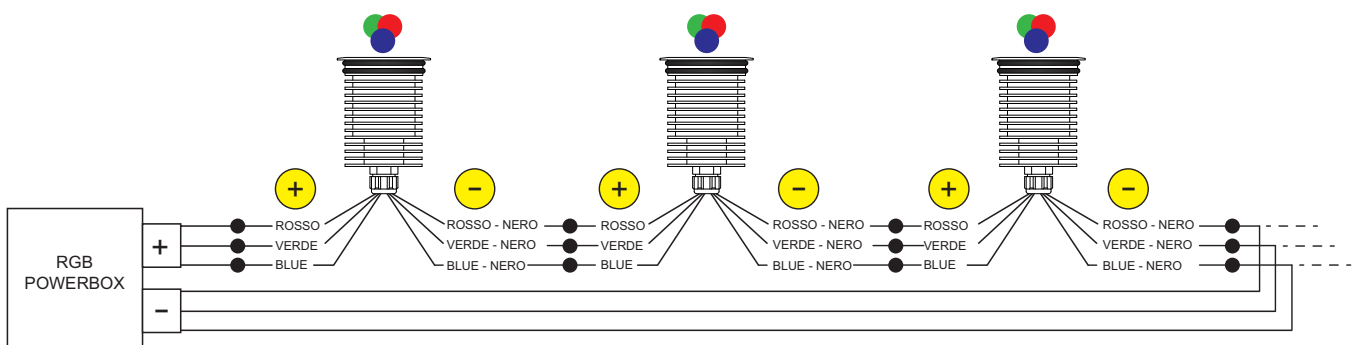 + - + - + -
ROSSO ROSSO - NERO ROSSO ROSSO - NERO ROSSO ROSSO - NERO
VERDE VERDE - NERO VERDE VERDE - NERO VERDE VERDE - NERO
BLUE BLUE - NERO BLUE BLUE - NERO BLUE BLUE - NERO
+
RGB
POWERBOX
-